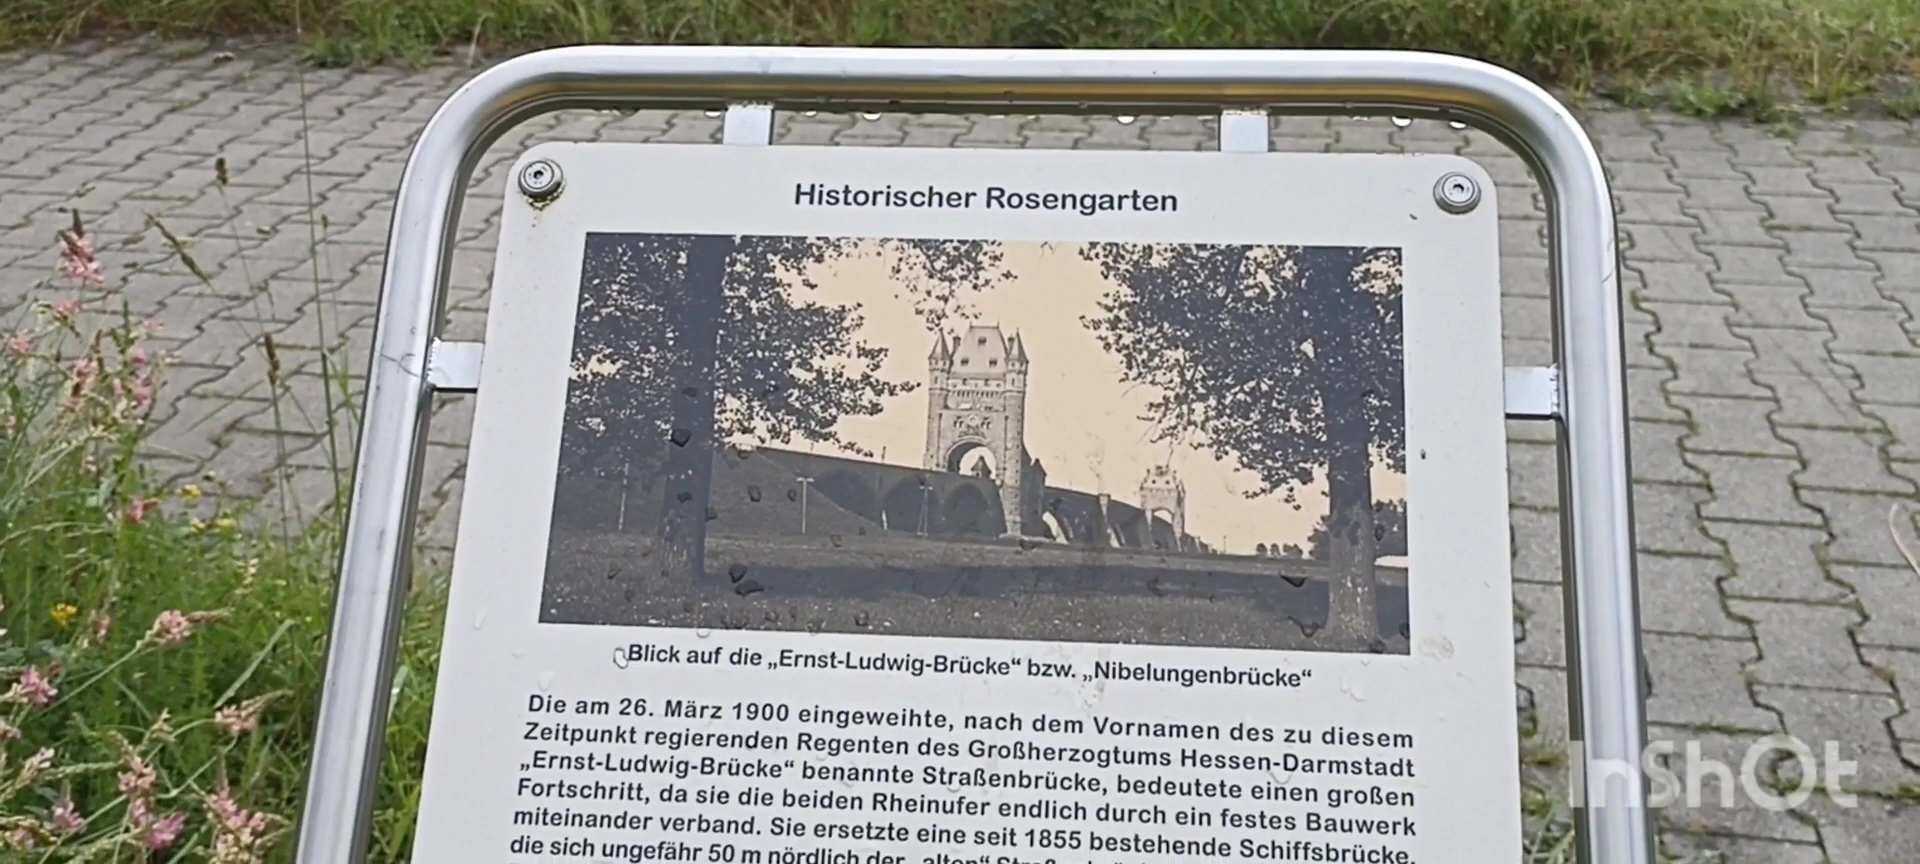 Historischer Rosengarten
Blick auf die „Ernst-Ludwig-Brücke“ bzw. „Nibelungenbrücke“
Die am 26. März 1900 eingeweihte, nach dem Vornamen des zu diesem
Zeitpunkt regierenden Regenten des Großherzogtums Hessen-Darmstadt
„Ernst-Ludwig-Brücke“ benannte Straßenbrücke, bedeutete einen großen
Fortschritt, da sie die beiden Rheinufer endlich durch ein festes Bauwerk
miteinander verband. Sie ersetzte eine seit 1855 bestehende Schiffsbrücke,
die sich ungefähr 50 m nördlich der „alten“
InShOt